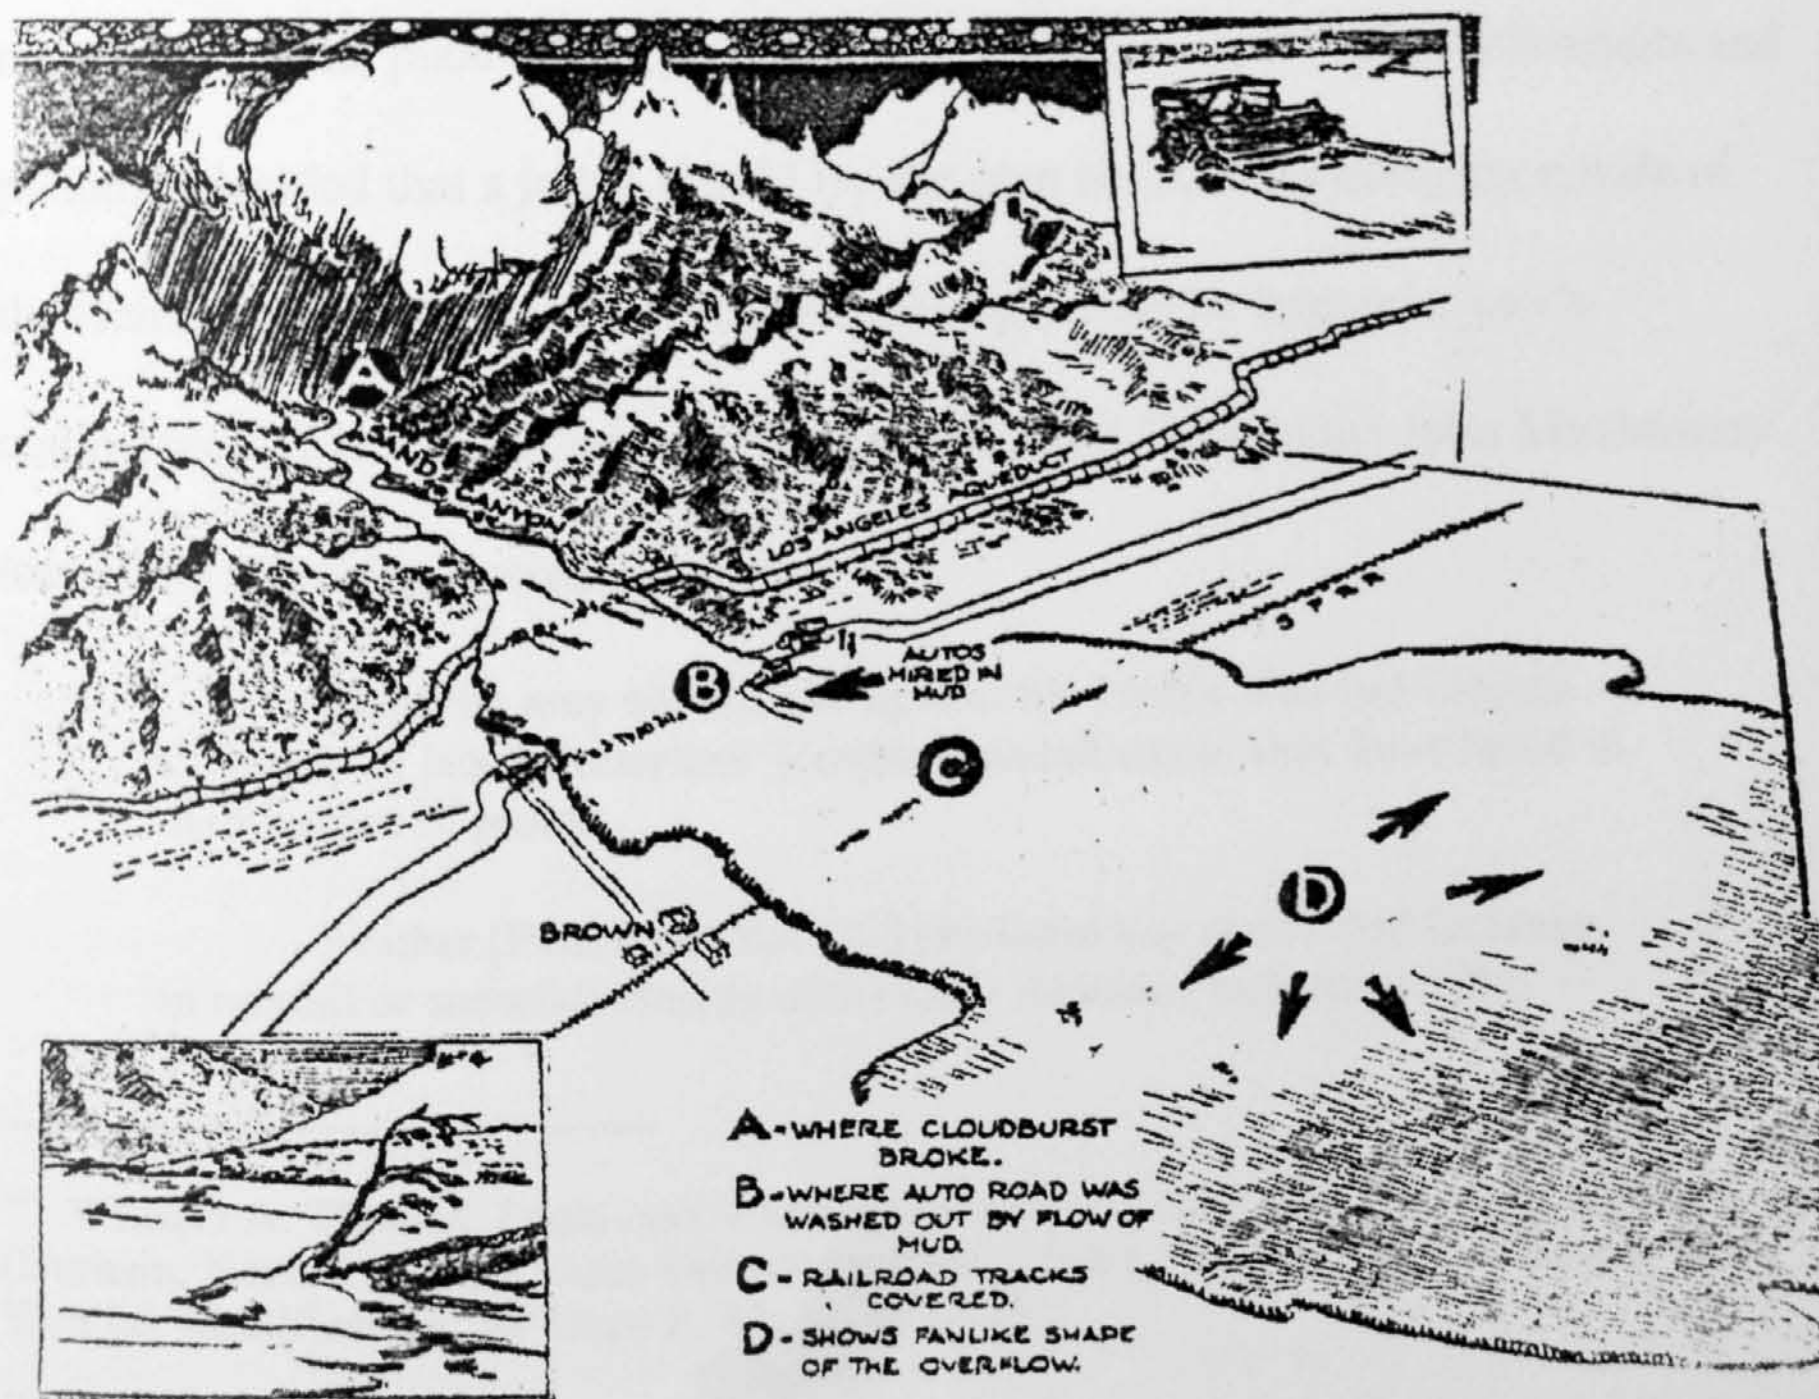 A
SAND CANYON
LOS ANGELES AQUEDUCT
S P R R
AUTOS
MIRED IN
MUD
B
C
D
BROWN
A-WHERE CLOUDBURST
BROKE.
B-WHERE AUTO ROAD WAS
WASHED OUT BY FLOW OF
MUD.
C-RAILROAD TRACKS
COVERED.
D-SHOWS FANLIKE SHAPE
OF THE OVERFLOW.